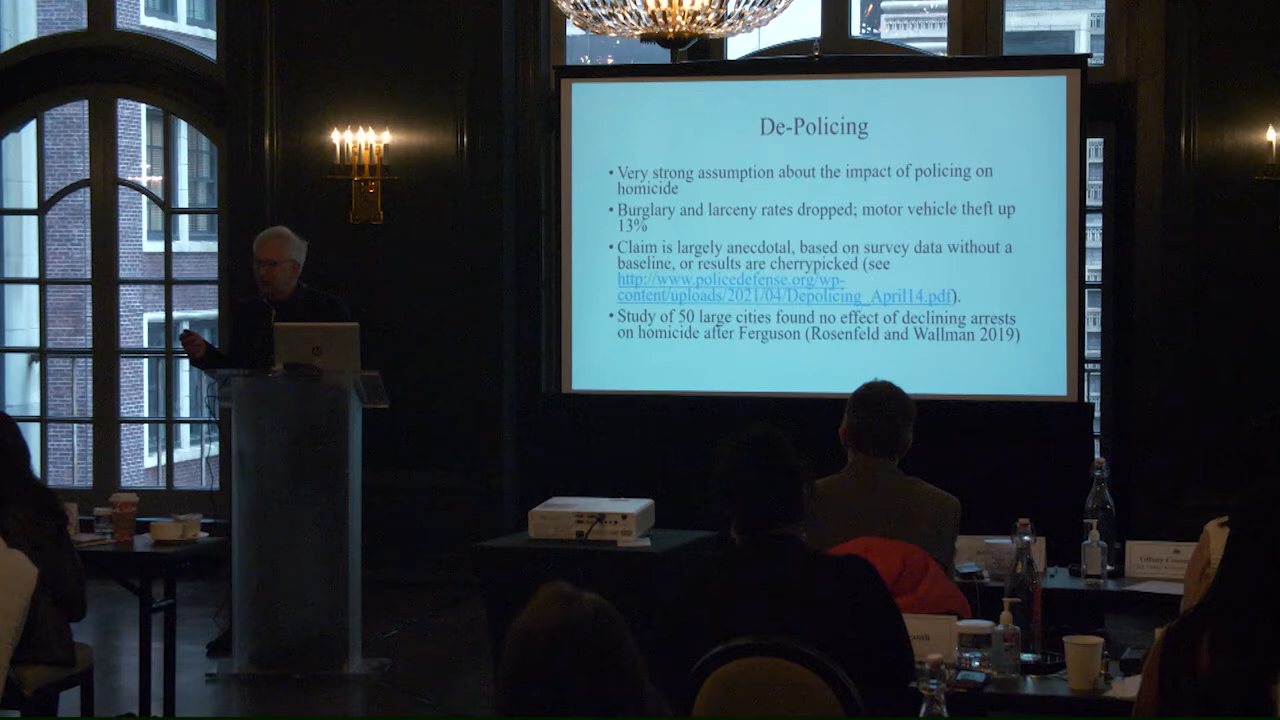 De-Policing
• Very strong assumption about the impact of policing on
homicide
• Burglary and larceny rates dropped; motor vehicle theft up
13%
• Claim is largely anecdotal, based on survey data without a
baseline, or results are cherrypicked (see
http://www.policedefense.org/wp-
content/uploads/2021/04/Depolicing_April14.pdf).
• Study of 50 large cities found no effect of declining arrests
on homicide after Ferguson (Rosenfeld and Wallman 2019)